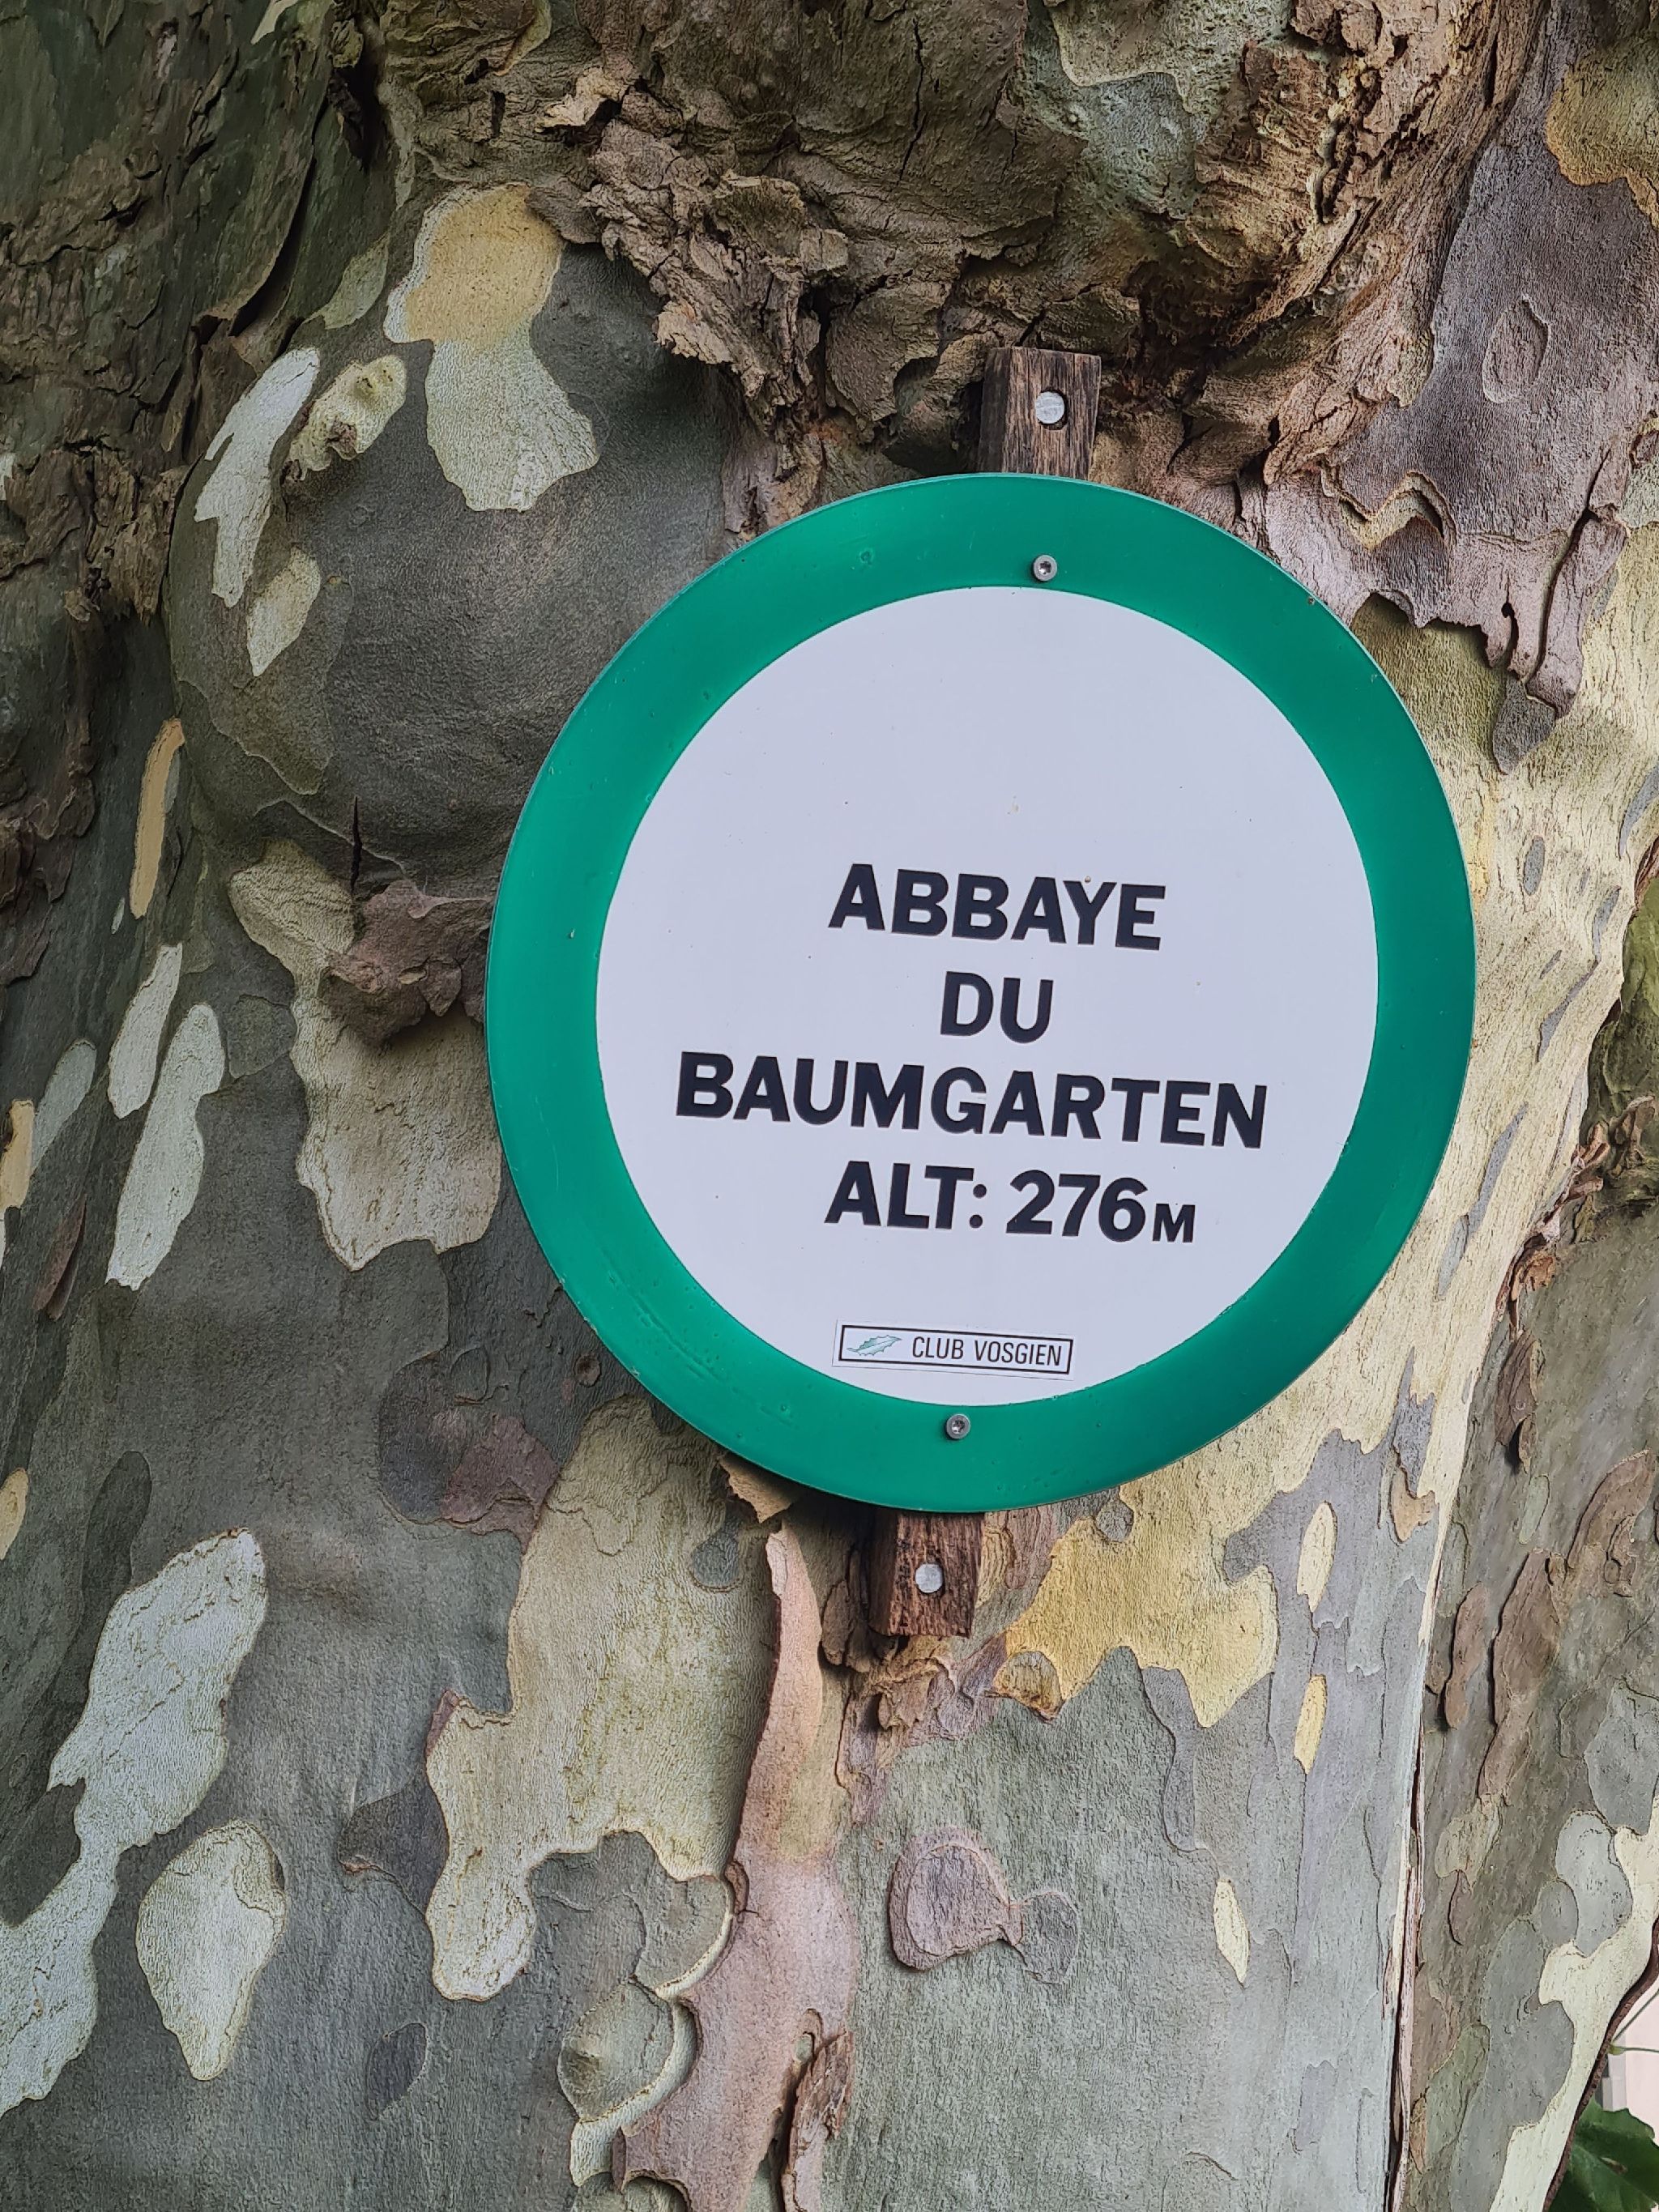 ABBAYE
DU
BAUMGARTEN
ALT: 276M
CLUB VOSGIEN